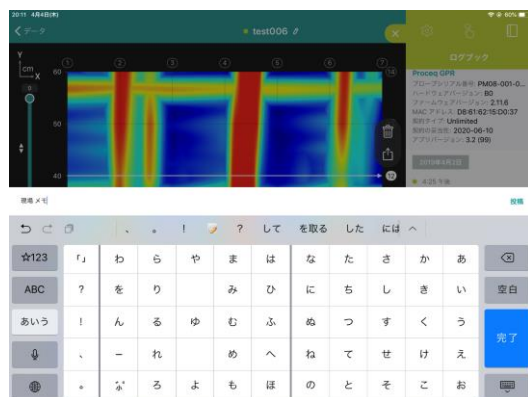 20:11 4月4日(木)
60%
データ
test006
ログブック
Y
cm
X
0
60
40
1
2
3
4
5
6
7
14
12
Proceq GPR
プローブシリアル番号: PM08-001-0...
ハードウェアバージョン: B0
ファームウェアバージョン: 2.11.6
MAC アドレス: D8:61:62:15:D0:37
契約タイプ: Unlimited
契約の妥当性: 2020-06-10
アプリバージョン: 3.2 (99)
2019年4月2日
4:25 午後
現場メモ
投稿
、 。 ! ? して を取る した には
☆123 「」 わ ら や ま は な た さ か あ
ABC ? を り み ひ に ち し き い 空白
あいう ! ん る ゆ む ふ ぬ つ す く う 完了
、 ー れ め へ ね て せ け え
。 ろ よ も ほ の と そ こ お